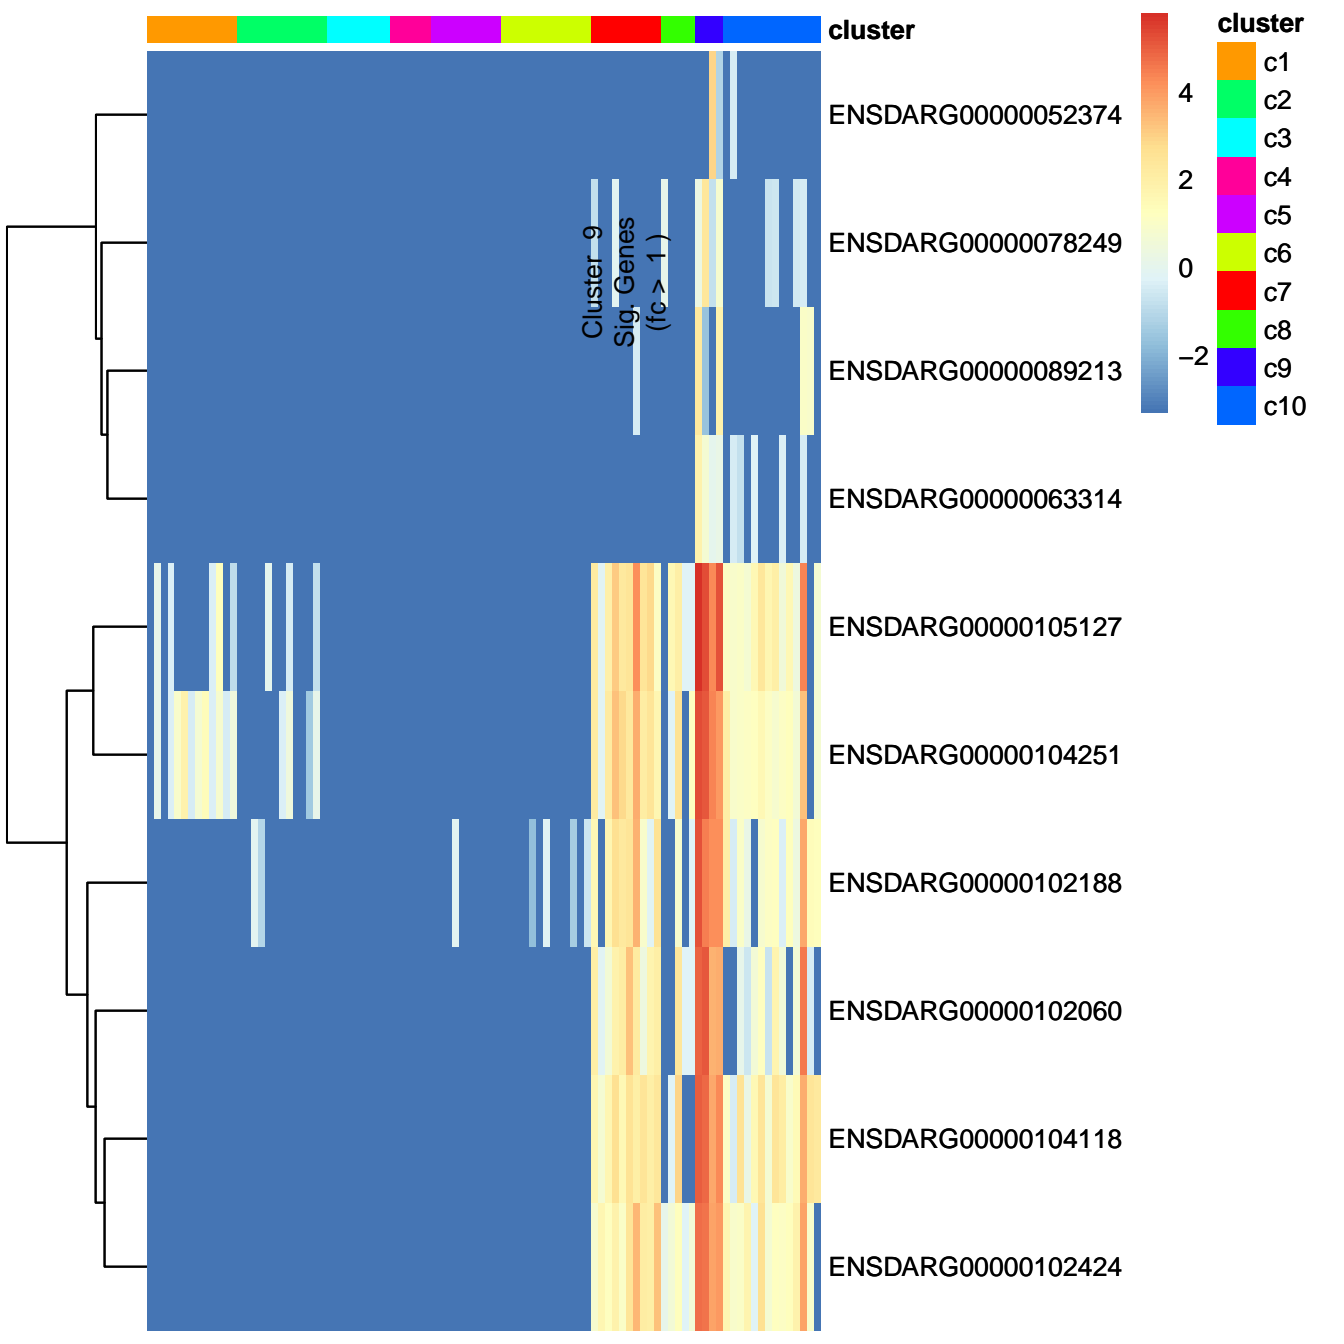 cluster
ENSDARG00000052374
ENSDARG00000078249
ENSDARG00000089213
ENSDARG00000063314
ENSDARG00000105127
ENSDARG00000104251
ENSDARG00000102188
ENSDARG00000102060
ENSDARG00000104118
ENSDARG00000102424
Cluster 9
Sig. Genes
(fc > 1 )
4
2
0
−2
cluster
c1
c2
c3
c4
c5
c6
c7
c8
c9
c10